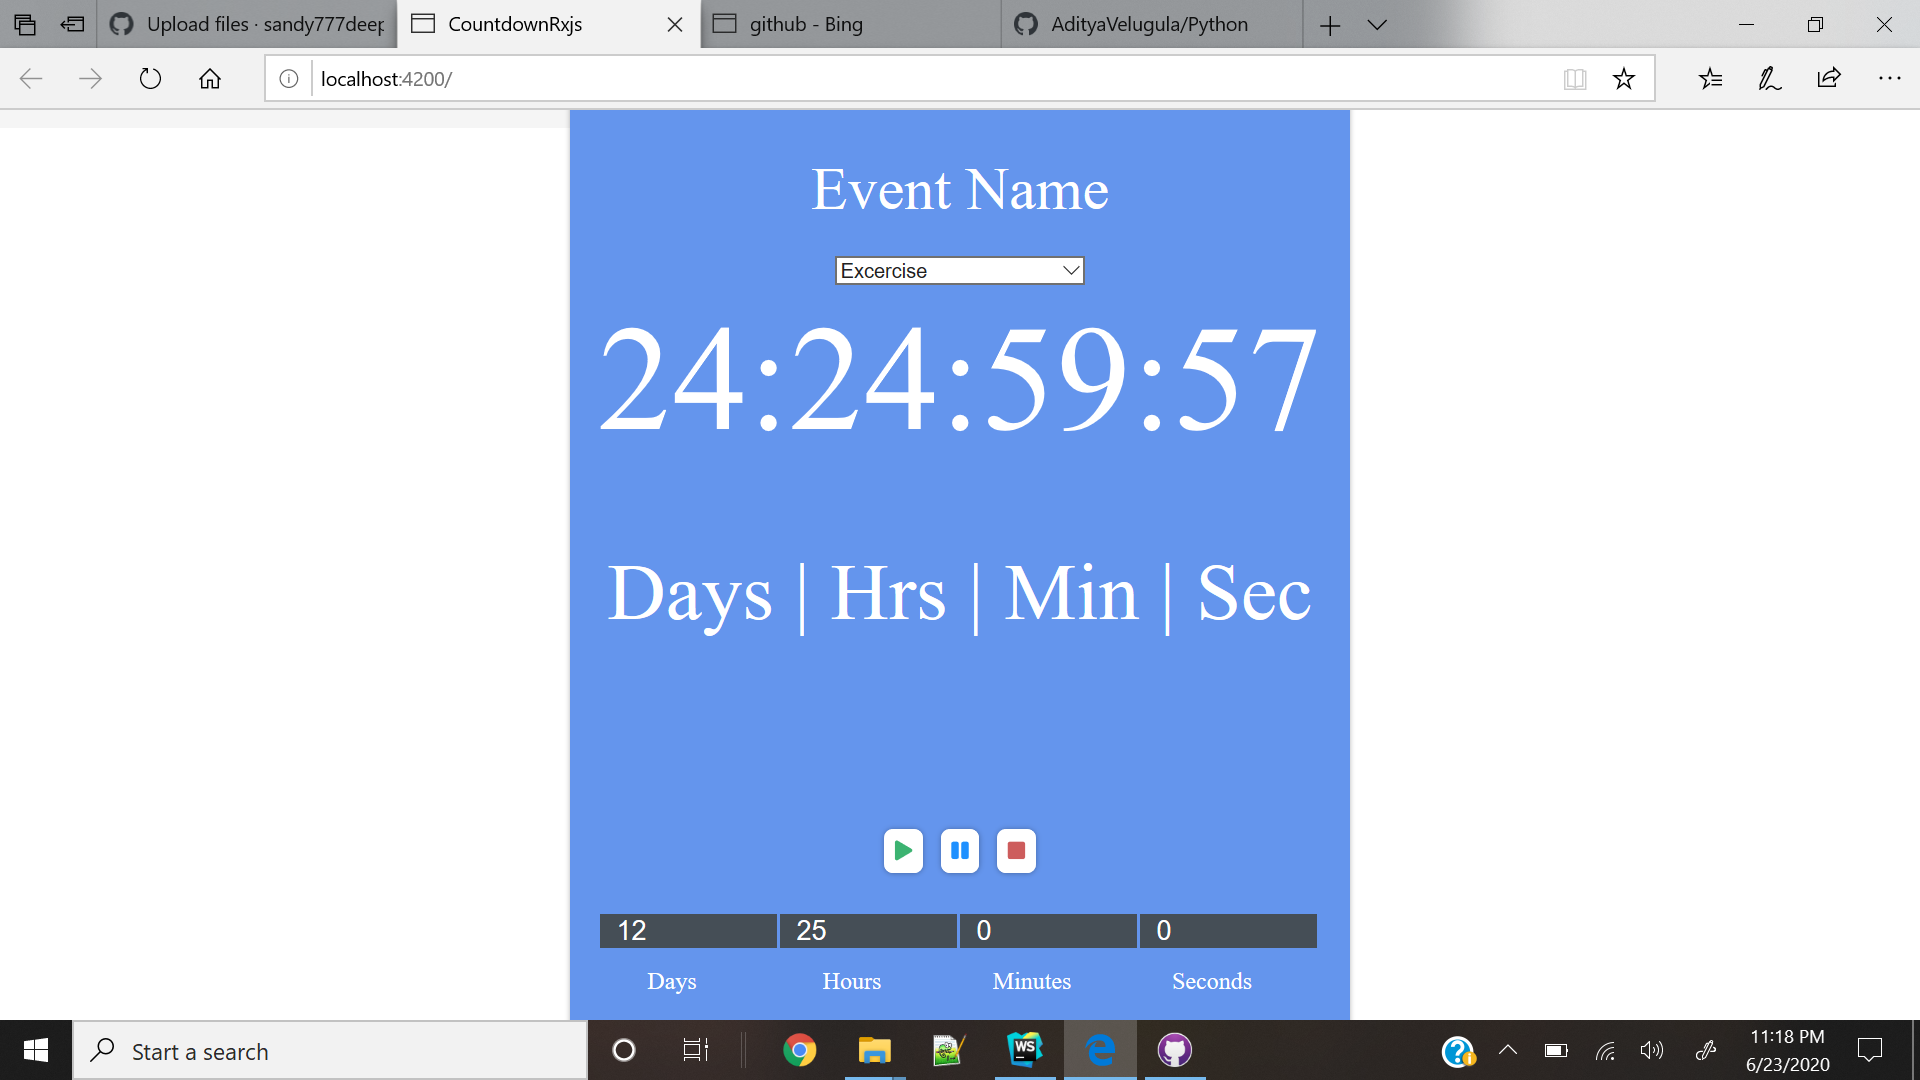 Upload files · sandy777deep
CountdownRxjs
github - Bing
AdityaVelugula/Python
localhost:4200/
Event Name
Excercise
24:24:59:57
Days | Hrs | Min | Sec
12 25 0 0
Days Hours Minutes Seconds
Start a search
WS
11:18 PM
6/23/2020